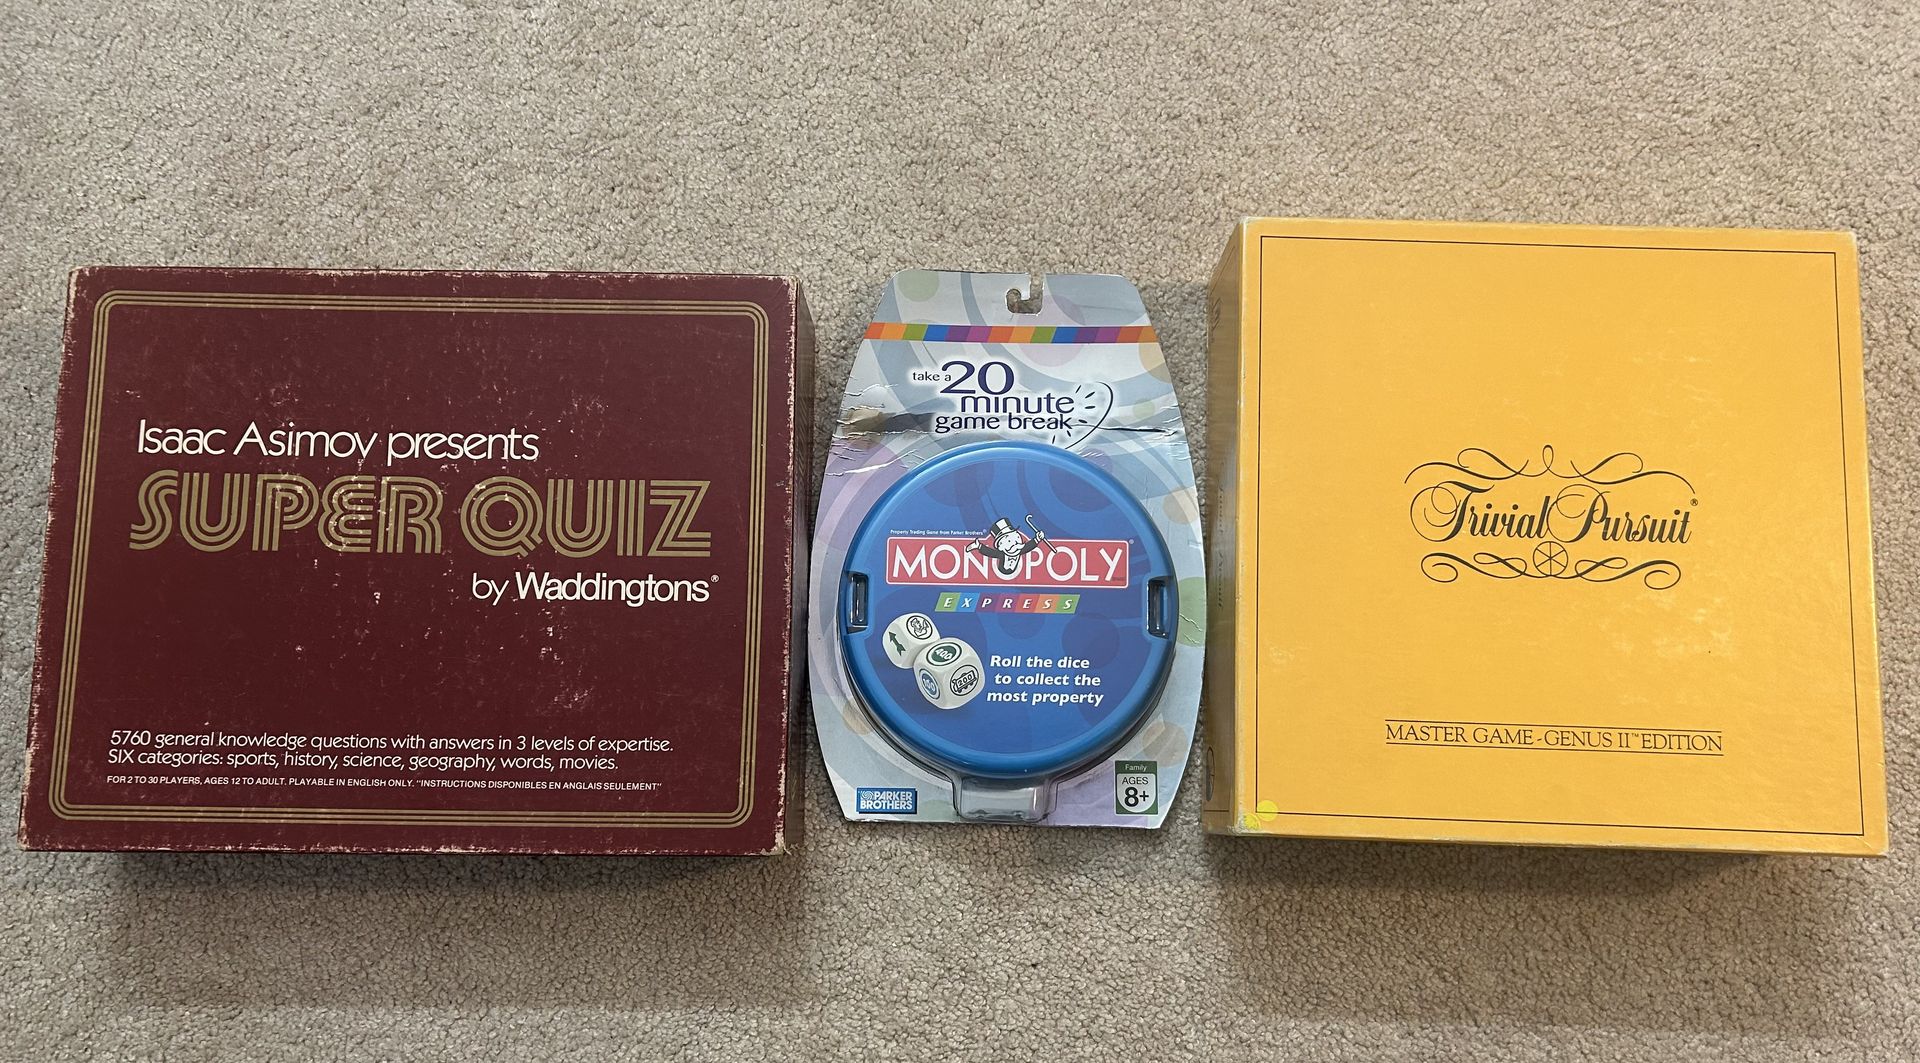 Isaac Asimov presents
SUPER QUIZ
by Waddingtons®
5760 general knowledge questions with answers in 3 levels of expertise.
SIX categories: sports, history, science, geography, words, movies.
FOR 2 TO 30 PLAYERS, AGES 12 TO ADULT. PLAYABLE IN ENGLISH ONLY. "INSTRUCTIONS DISPONIBLES EN ANGLAIS SEULEMENT"
take a 20
minute
game break
Property Trading Game from Parker Brothers®
MONOPOLY®
EXPRESS
400
200
Roll the dice
to collect the
most property
PARKER
BROTHERS
Family
AGES
8+
Trivial Pursuit®
MASTER GAME-GENUS II™ EDITION